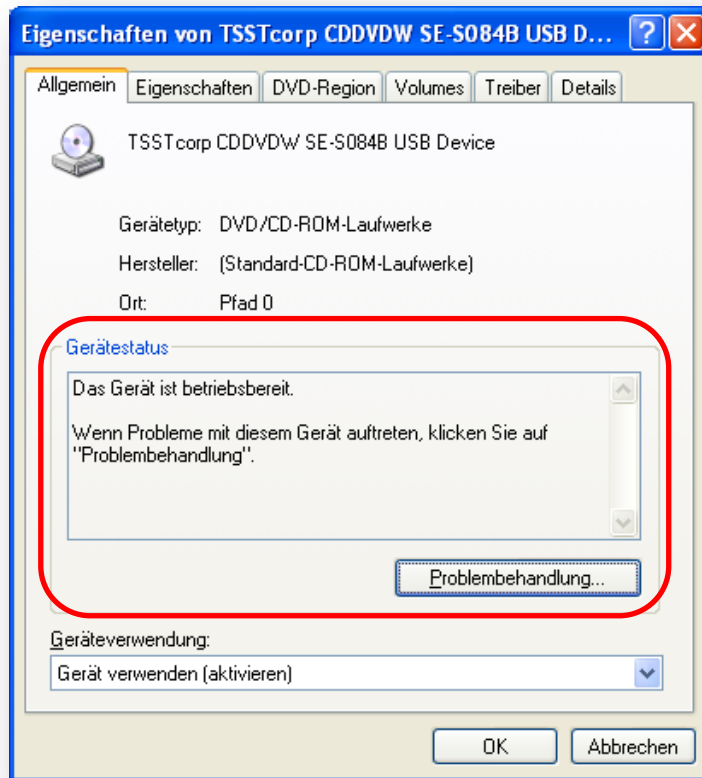 Eigenschaften von TSSTcorp CDDVDW SE-S084B USB D...
Allgemein Eigenschaften DVD-Region Volumes Treiber Details
TSSTcorp CDDVDW SE-S084B USB Device
Gerätetyp: DVD/CD-ROM-Laufwerke
Hersteller: (Standard-CD-ROM-Laufwerke)
Ort: Pfad 0
Gerätestatus
Das Gerät ist betriebsbereit.
Wenn Probleme mit diesem Gerät auftreten, klicken Sie auf
"Problembehandlung".
Problembehandlung...
Geräteverwendung:
Gerät verwenden (aktivieren)
OK Abbrechen